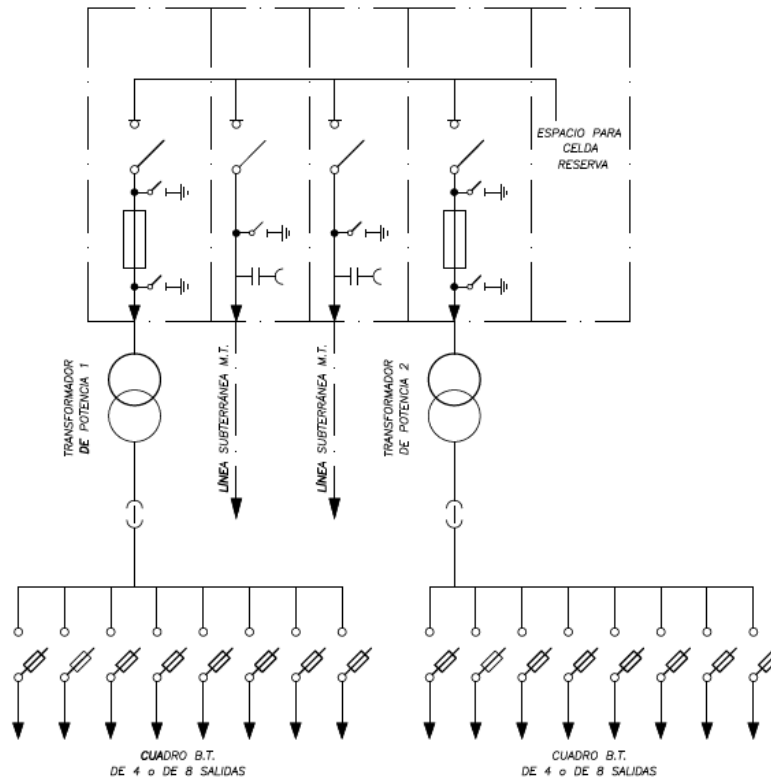 ESPACIO PARA
CELDA
RESERVA
TRANSFORMADOR
DE POTENCIA 1
LÍNEA SUBTERRÁNEA M.T.
LÍNEA SUBTERRÁNEA M.T.
TRANSFORMADOR
DE POTENCIA 2
CUADRO B.T.
DE 4 o DE 8 SALIDAS
CUADRO B.T.
DE 4 o DE 8 SALIDAS